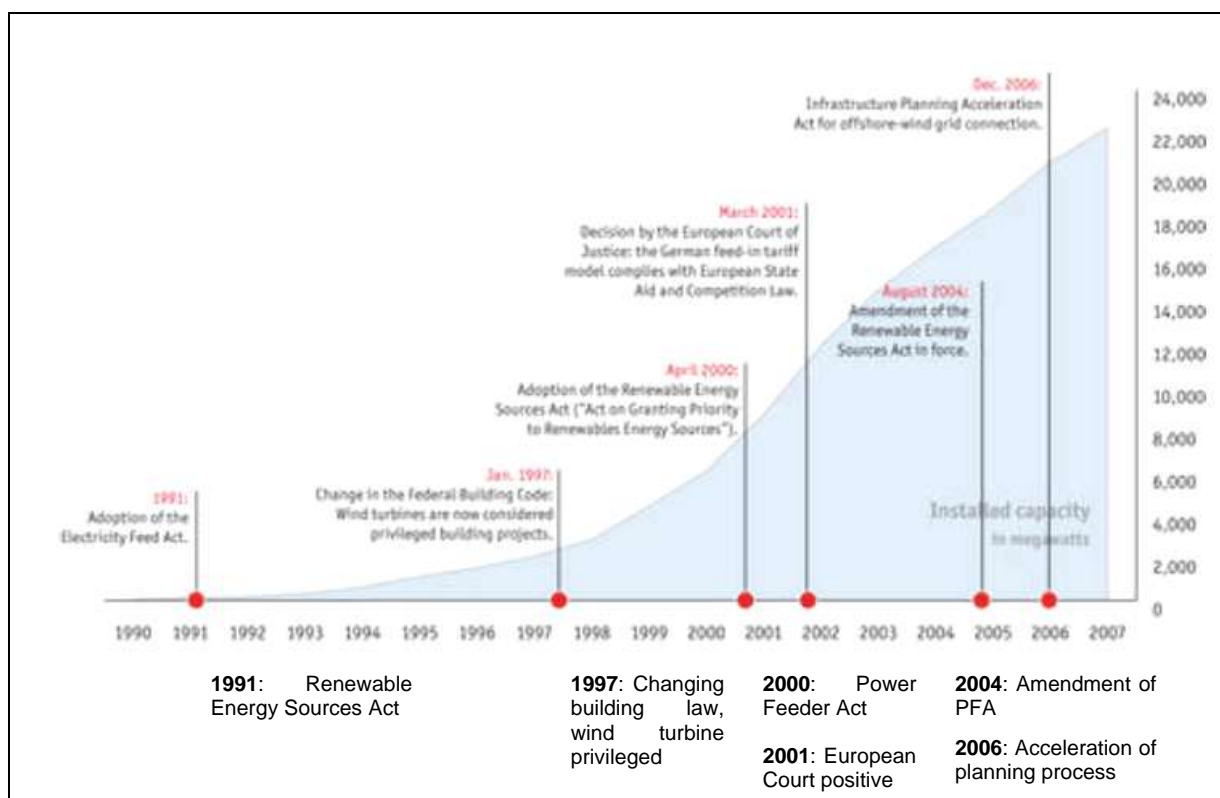 Dec. 2006:
Infrastructure Planning Acceleration
Act for offshore-wind grid connection.
March 2001:
Decision by the European Court of
Justice: the German feed-in tariff
model complies with European State
Aid and Competition Law.
August 2004:
Amendment of the
Renewable Energy
Sources Act in force.
April 2000:
Adoption of the Renewable Energy
Sources Act ("Act on Granting Priority
to Renewables Energy Sources").
Jan. 1997:
Change in the Federal Building Code:
Wind turbines are now considered
privileged building projects.
1991:
Adoption of the
Electricity Feed Act.
Installed capacity
in megawatts
24,000
22,000
20,000
18,000
16,000
14,000
12,000
10,000
8,000
6,000
4,000
2,000
0
1990 1991 1992 1993 1994 1995 1996 1997 1998 1999 2000 2001 2002 2003 2004 2005 2006 2007
1991: Renewable
Energy Sources Act
1997: Changing
building law,
wind turbine
privileged
2000: Power
Feeder Act
2001: European
Court positive
2004: Amendment of
PFA
2006: Acceleration of
planning process